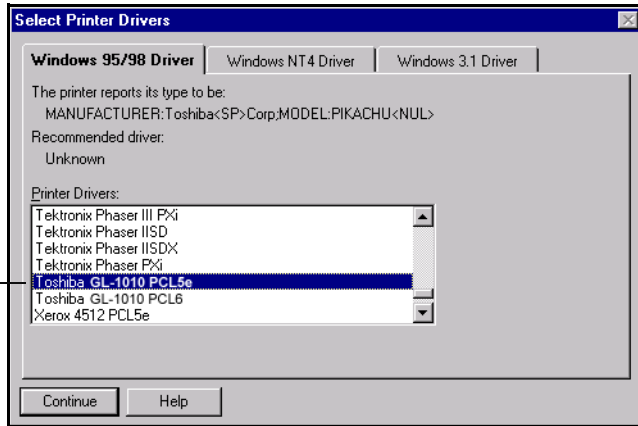 Select Printer Drivers
Windows 95/98 Driver
Windows NT4 Driver
Windows 3.1 Driver
The printer reports its type to be:
MANUFACTURER:Toshiba<SP>Corp;MODEL:PIKACHU<NUL>
Recommended driver:
Unknown
Printer Drivers:
Tektronix Phaser III PXi
Tektronix Phaser IISD
Tektronix Phaser IISDX
Tektronix Phaser PXi
Toshiba GL-1010 PCL5e
Toshiba GL-1010 PCL6
Xerox 4512 PCL5e
Continue
Help